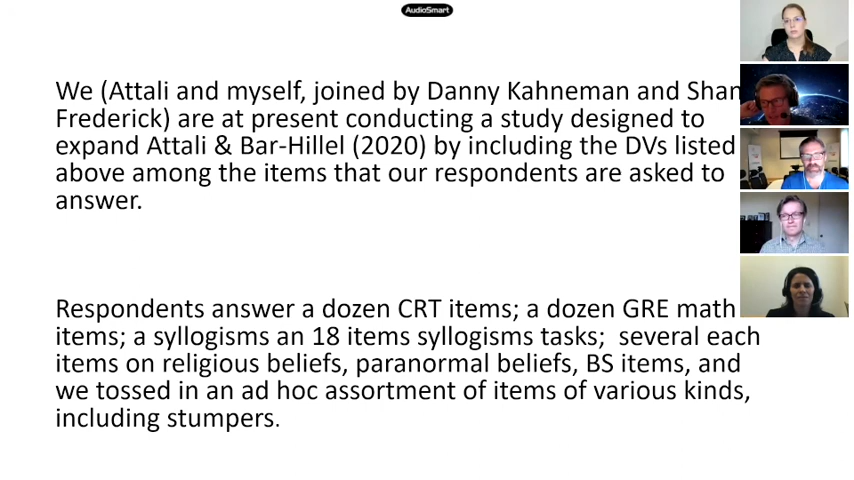 AudioSmart
We (Attali and myself, joined by Danny Kahneman and Shan
Frederick) are at present conducting a study designed to
expand Attali & Bar-Hillel (2020) by including the DVs listed
above among the items that our respondents are asked to
answer.
Respondents answer a dozen CRT items; a dozen GRE math
items; a syllogisms an 18 items syllogisms tasks; several each
items on religious beliefs, paranormal beliefs, BS items, and
we tossed in an ad hoc assortment of items of various kinds,
including stumpers.